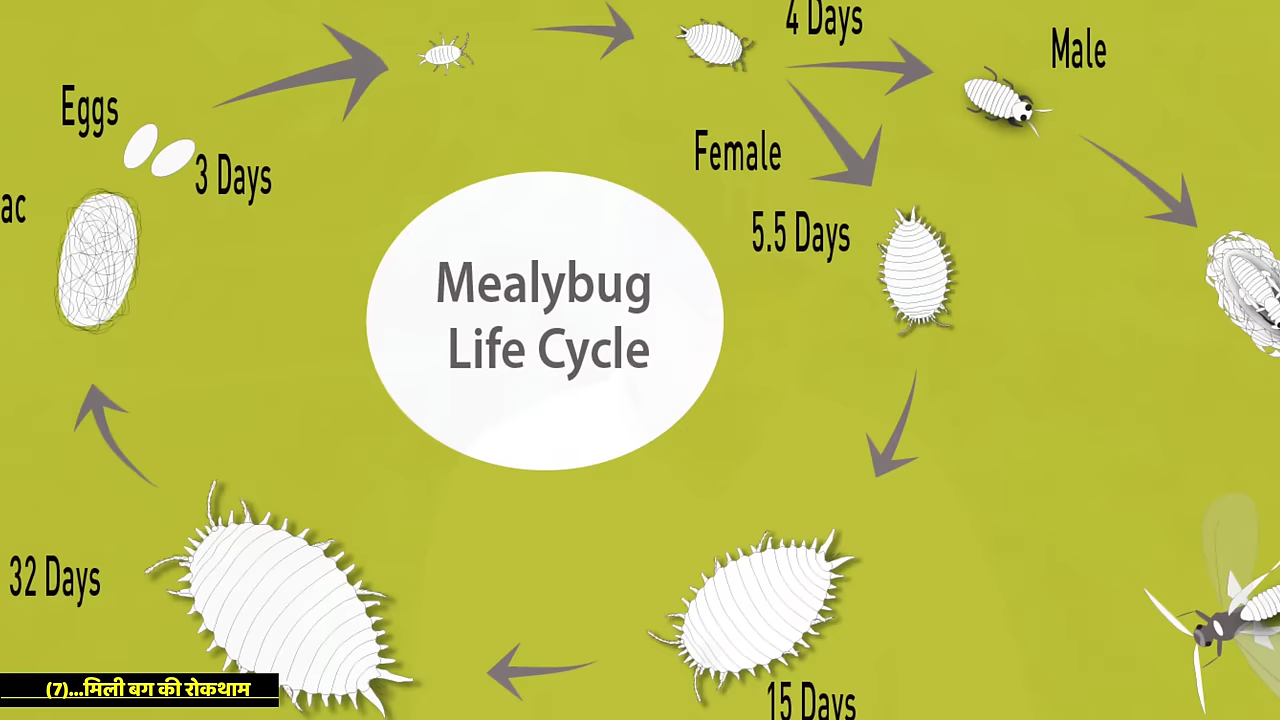 4 Days
Male
Eggs
3 Days
Female
ac
5.5 Days
Mealybug
Life Cycle
32 Days
15 Days
(7)...मिली बग की रोकथाम